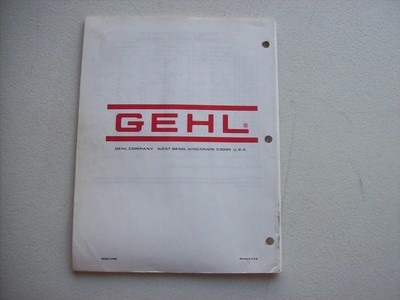 GEHL®
GEHL COMPANY WEST BEND, WISCONSIN 53095 U.S.A.